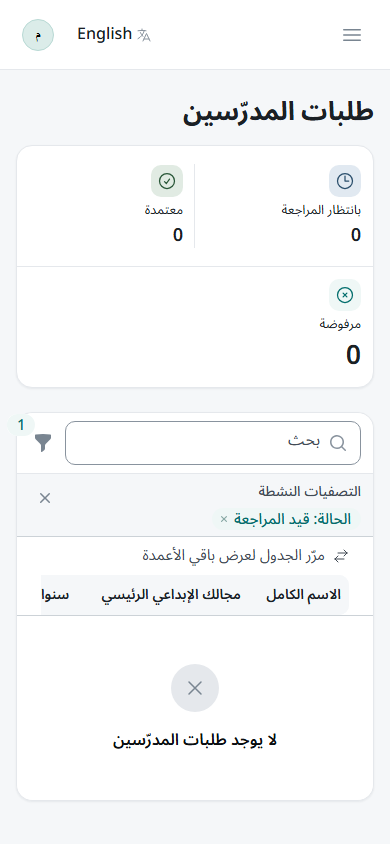 English
م
طلبات المدرّسين
بانتظار المراجعة
0
معتمدة
0
مرفوضة
0
بحث
1
التصفيات النشطة
الحالة: قيد المراجعة
مرّر الجدول لعرض باقي الأعمدة
الاسم الكامل مجالك الإبداعي الرئيسي سنوا
لا يوجد طلبات المدرّسين